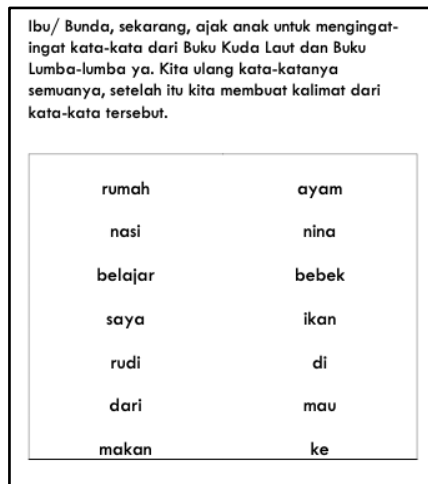 Ibu/ Bunda, sekarang, ajak anak untuk mengingat-
ingat kata-kata dari Buku Kuda Laut dan Buku
Lumba-lumba ya. Kita ulang kata-katanya
semuanya, setelah itu kita membuat kalimat dari
kata-kata tersebut.
rumah ayam
nasi nina
belajar bebek
saya ikan
rudi di
dari mau
makan ke